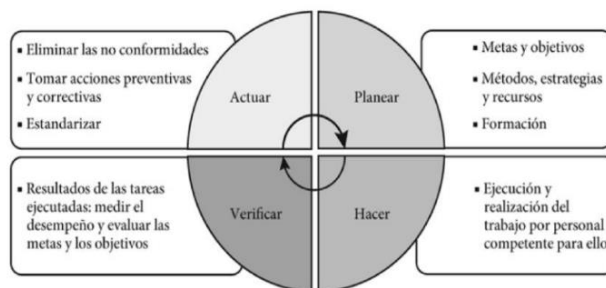 ▪ Eliminar las no conformidades
▪ Tomar acciones preventivas
y correctivas
▪ Estandarizar
Actuar
Planear
▪ Metas y objetivos
▪ Métodos, estrategias
y recursos
▪ Formación
▪ Resultados de las tareas
ejecutadas: medir el
desempeño y evaluar las
metas y los objetivos
Verificar
Hacer
▪ Ejecución y
realización del
trabajo por personal
competente para ello